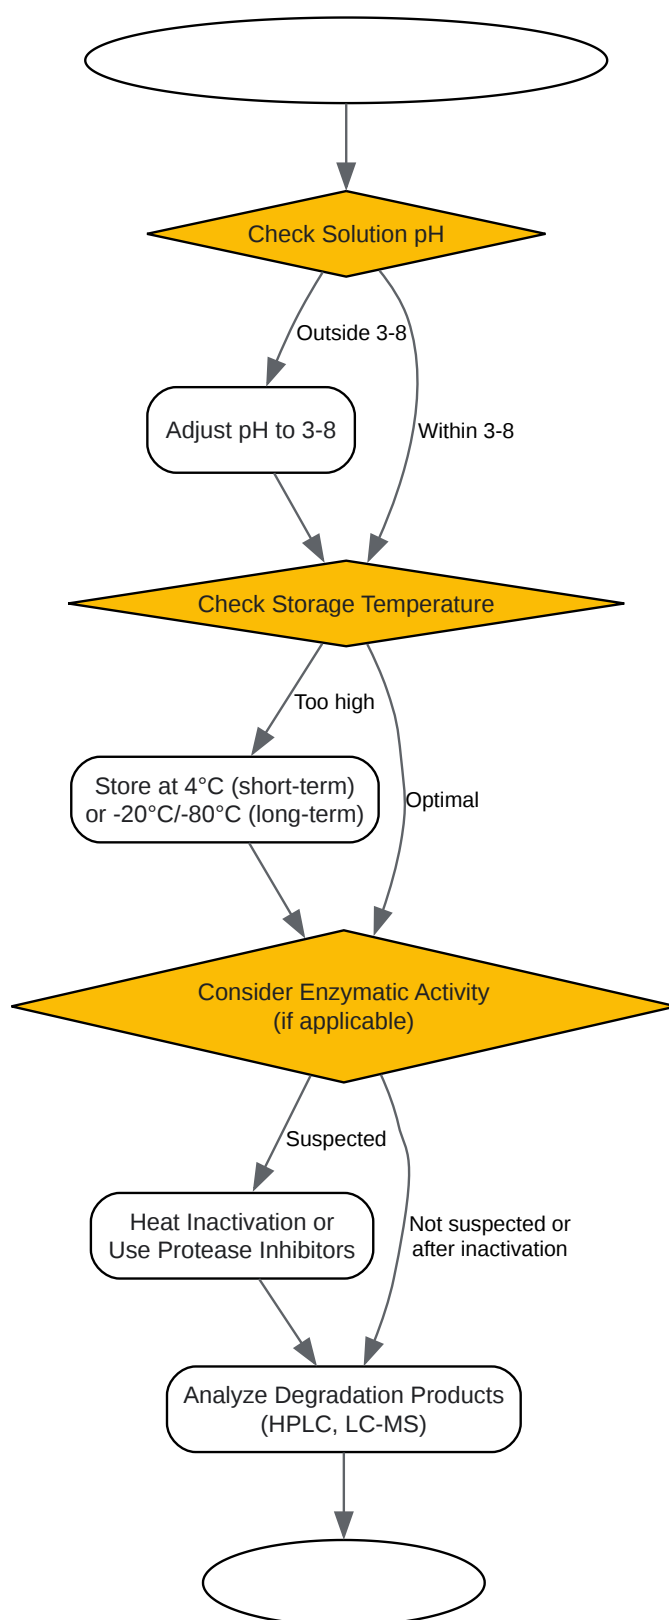 Check Solution pH
Outside 3-8
Adjust pH to 3-8
Within 3-8
Check Storage Temperature
Too high
Store at 4°C (short-term)
or -20°C/-80°C (long-term)
Optimal
Consider Enzymatic Activity
(if applicable)
Suspected
Heat Inactivation or
Use Protease Inhibitors
Not suspected or
after inactivation
Analyze Degradation Products
(HPLC, LC-MS)